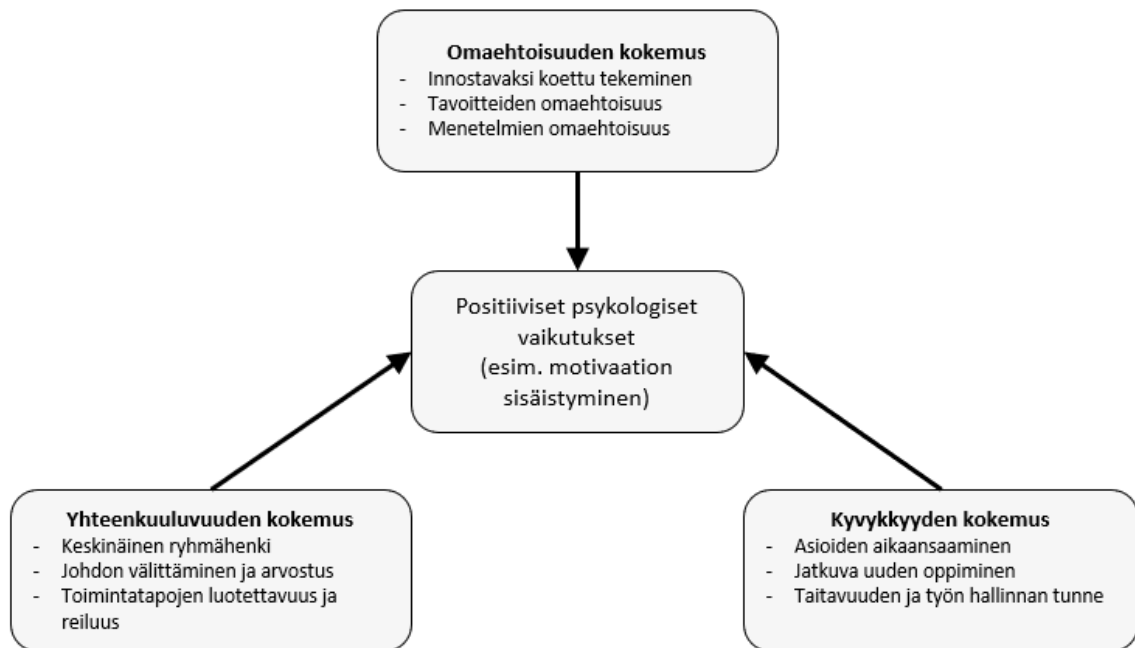 Omaehtoisuuden kokemus
- Innostavaksi koettu tekeminen
- Tavoitteiden omaehtoisuus
- Menetelmien omaehtoisuus
Positiiviset psykologiset
vaikutukset
(esim. motivaation
sisäistyminen)
Yhteenkuuluvuuden kokemus
- Keskinäinen ryhmähenki
- Johdon välittäminen ja arvostus
- Toimintatapojen luotettavuus ja
reiluus
Kyvykkyyden kokemus
- Asioiden aikaansaaminen
- Jatkuva uuden oppiminen
- Taitavuuden ja työn hallinnan tunne